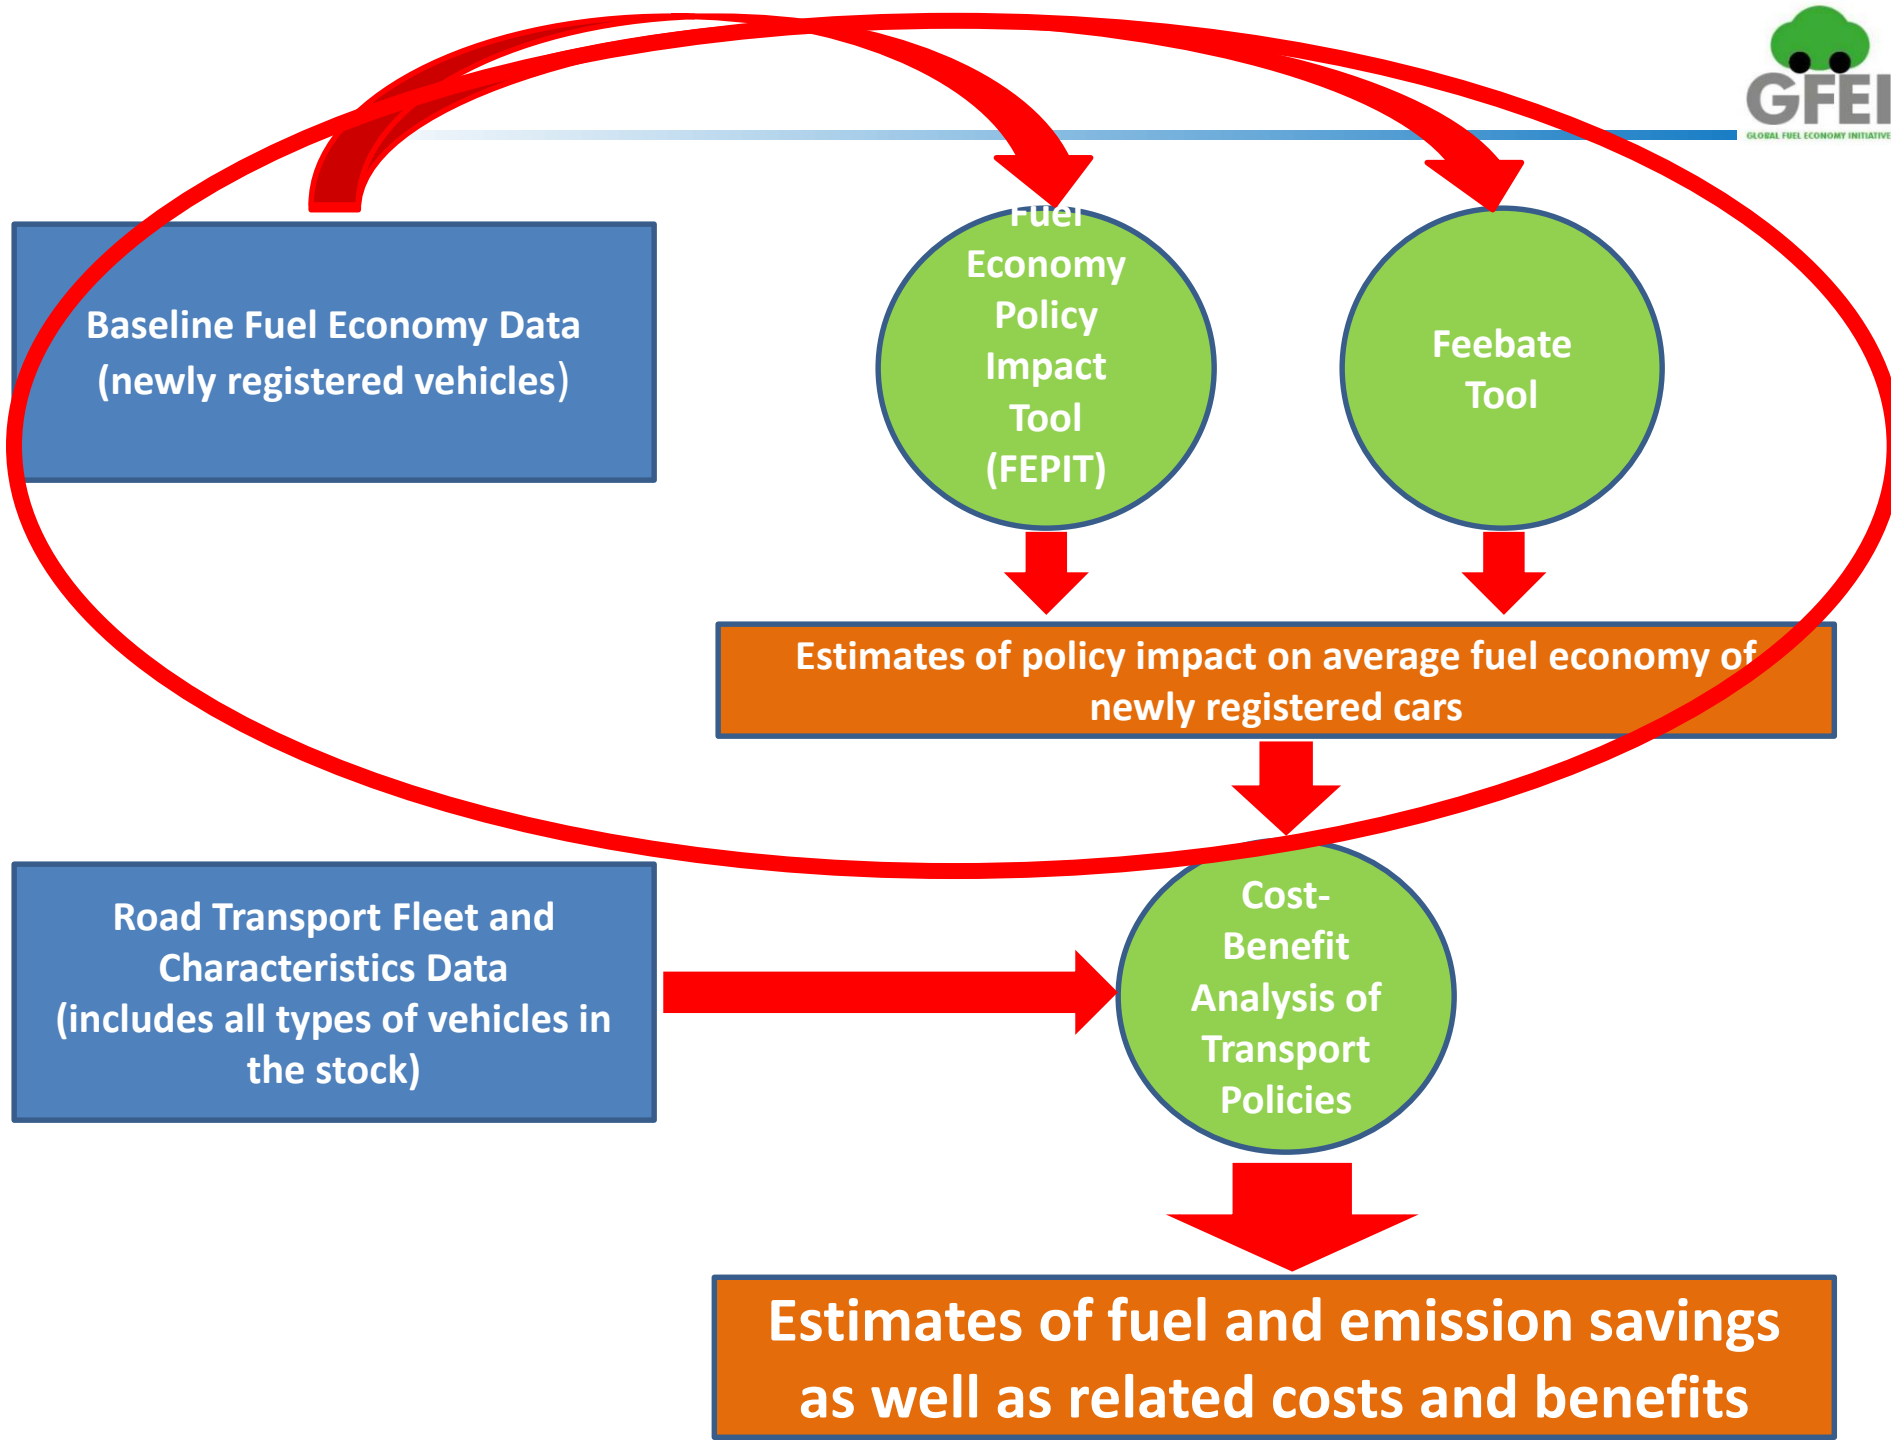 GFEI
GLOBAL FUEL ECONOMY INITIATIVE
Baseline Fuel Economy Data
(newly registered vehicles)
Fuel
Economy
Policy
Impact
Tool
(FEPIT)
Feebate
Tool
Estimates of policy impact on average fuel economy of
newly registered cars
Road Transport Fleet and
Characteristics Data
(includes all types of vehicles in
the stock)
Cost-
Benefit
Analysis of
Transport
Policies
Estimates of fuel and emission savings
as well as related costs and benefits